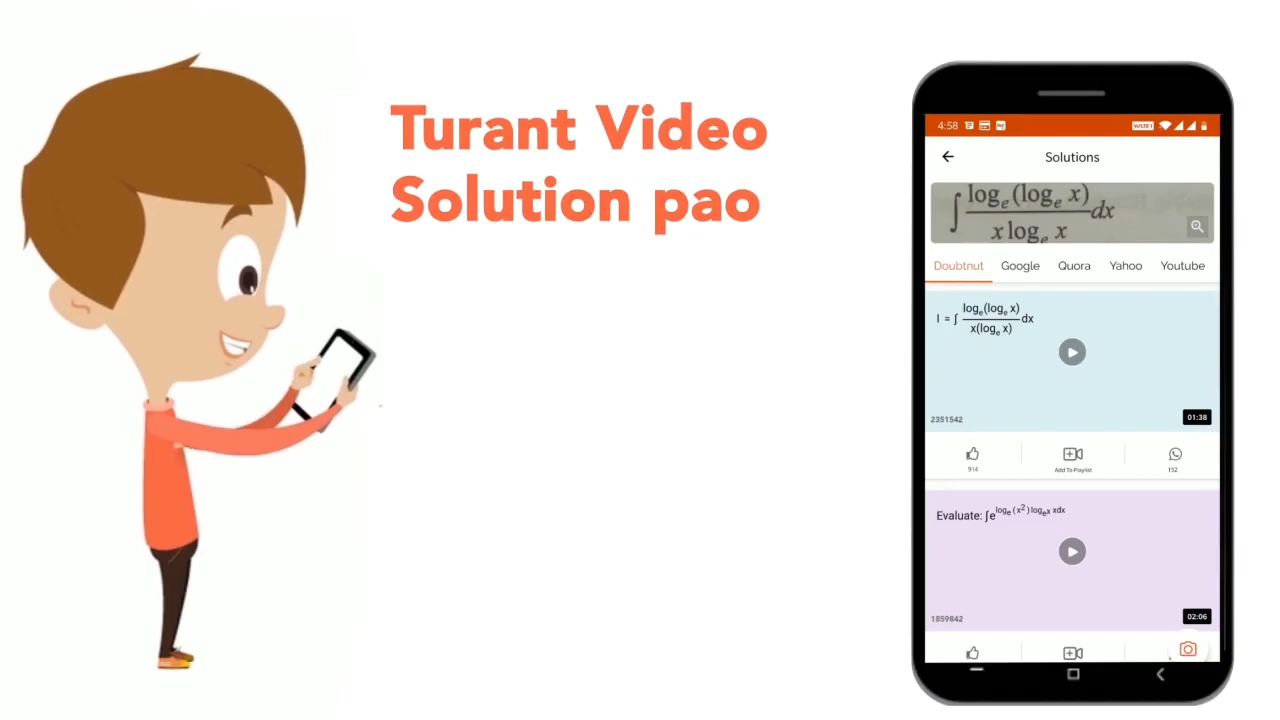 Turant Video
Solution pao
4:58
Solutions
∫ logₑ(logₑ x) / x logₑ x dx
Doubtnut Google Quora Yahoo Youtube
I = ∫ logₑ(logₑ x) / x(logₑ x) dx
2351542 01:38
914 Add To Playlist 152
Evaluate: ∫e^logₑ(x²)logₑx xdx
1859842 02:06